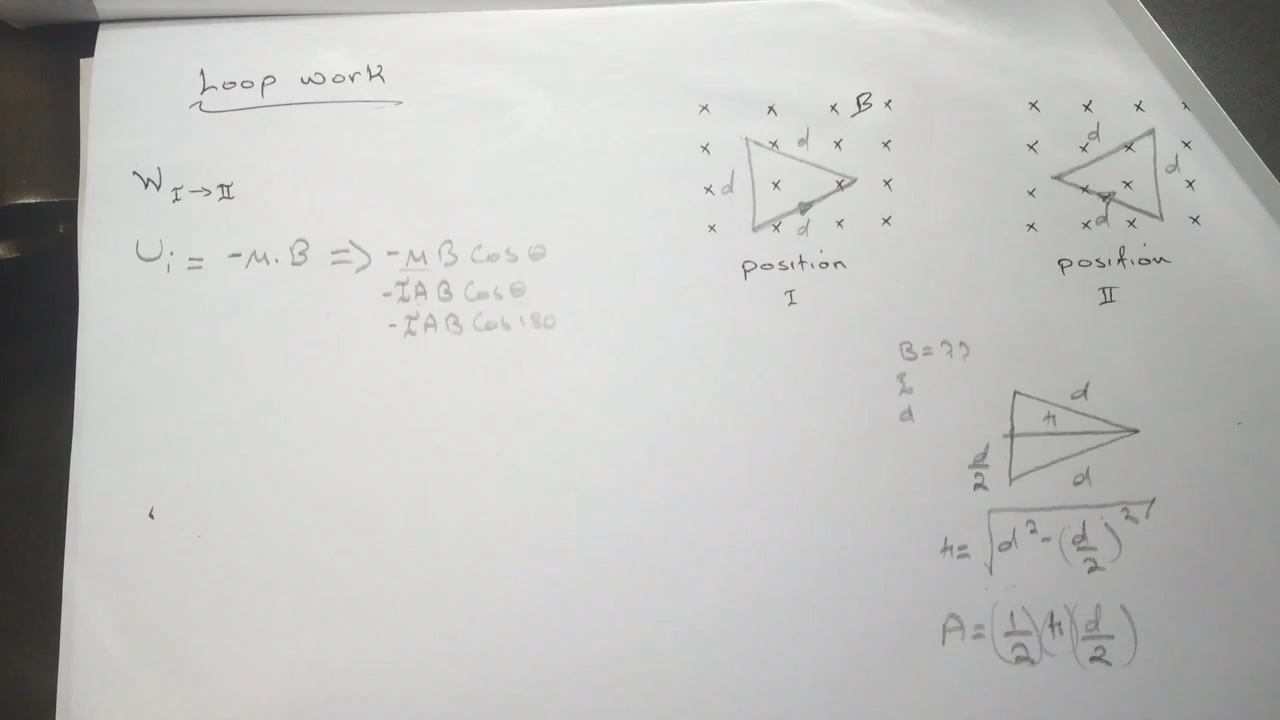 Loop work
W I→II
Ui = -M.B => -MB Cos θ
-IAB Cos θ
-IAB Cos 180
x x x B x
x x d x x
x d x x x
x x d x x
position
I
x x x x
x x d x x
x x x d x
x x d x x
position
II
B = ??
I
d
d
h
d/2
d
h = √(d² - (d/2)²)
A = (1/2)(h)(d/2)